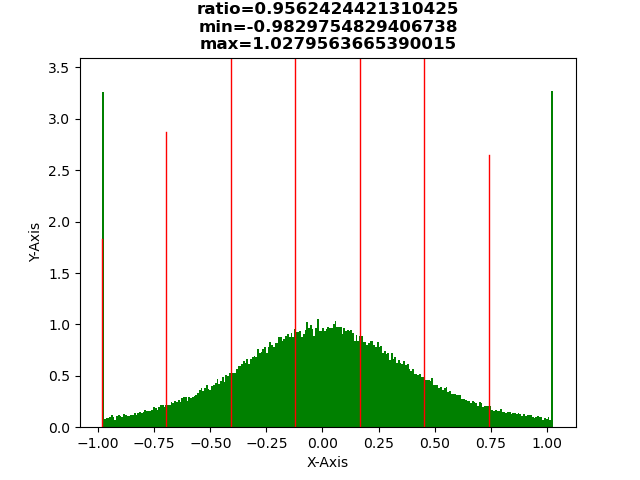 ratio=0.9562424421310425
min=-0.9829754829406738
max=1.0279563665390015
3.5
3.0
2.5
2.0
1.5
1.0
0.5
0.0
Y-Axis
−1.00 −0.75 −0.50 −0.25 0.00 0.25 0.50 0.75 1.00
X-Axis